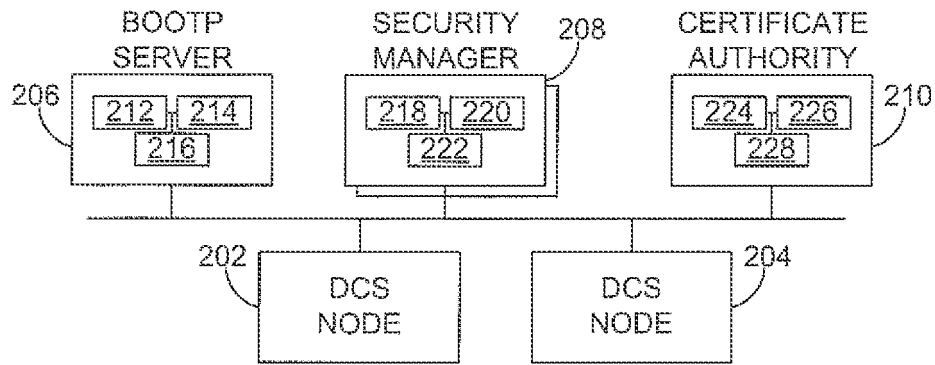 BOOTP SERVER
SECURITY MANAGER
208
CERTIFICATE AUTHORITY
206
212
214
216
218
220
222
224
226
228
210
202
DCS NODE
DCS NODE
204